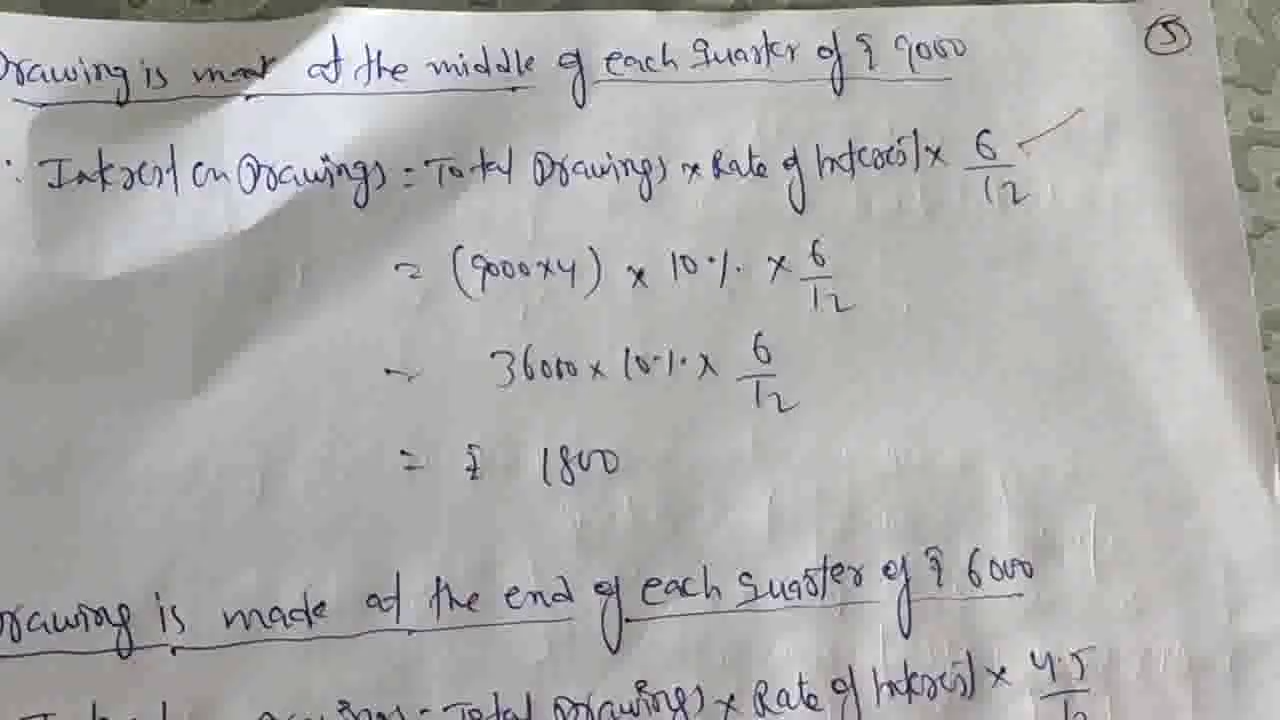 Drawing is made at the middle of each Quarter of ₹ 9000
(5)
∴ Interest on Drawings = Total Drawings × Rate of Interest × 6/12
= (9000×4) × 10% × 6/12
= 36000 × 10% × 6/12
= ₹ 1800
Drawing is made at the end of each Quarter of ₹ 6000
= Total Drawings × Rate of Interest × 4.5/12